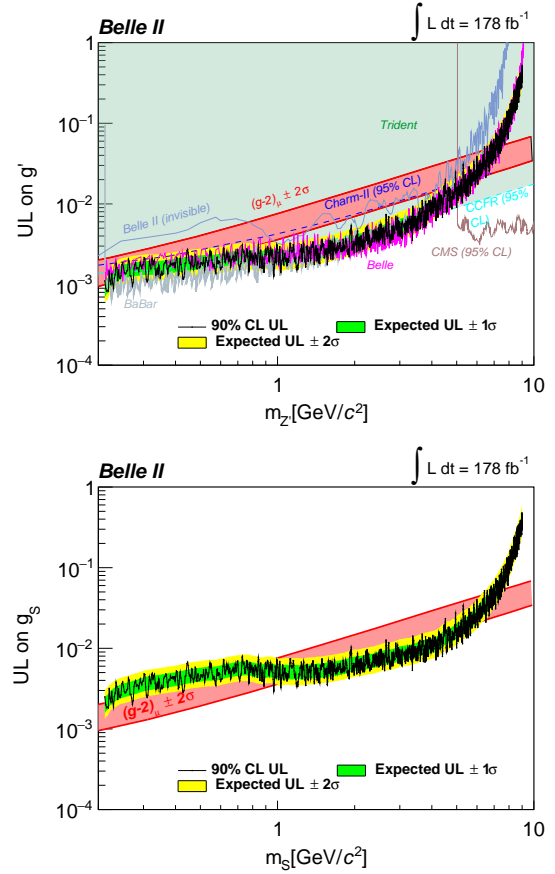 Belle II
∫ L dt = 178 fb⁻¹
1
10⁻¹
10⁻²
10⁻³
10⁻⁴
UL on g'
Trident
(g-2)μ ± 2σ
Charm-II (95% CL)
Belle II (invisible)
CCFR (95% CL)
CMS (95% CL)
Belle
BaBar
90% CL UL
Expected UL ± 1σ
Expected UL ± 2σ
1
10
m_Z'[GeV/c²]
Belle II
∫ L dt = 178 fb⁻¹
1
10⁻¹
10⁻²
10⁻³
10⁻⁴
UL on g_S
(g-2)μ ± 2σ
90% CL UL
Expected UL ± 1σ
Expected UL ± 2σ
1
10
m_S[GeV/c²]